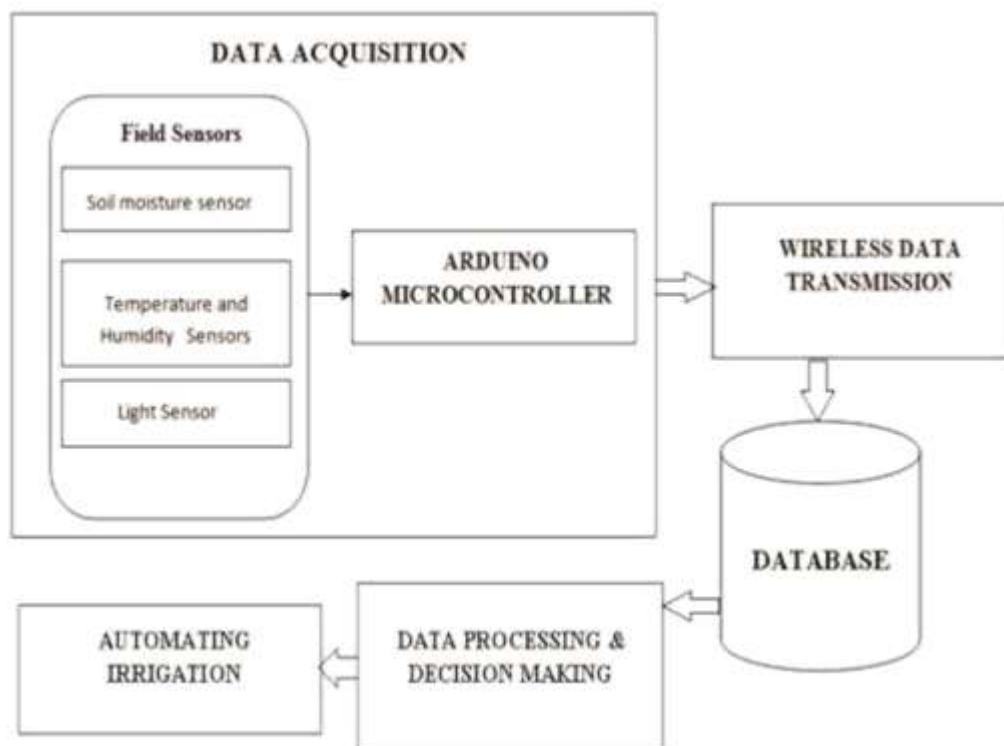 DATA ACQUISITION
Field Sensors
Soil moisture sensor
Temperature and
Humidity Sensors
Light Sensor
ARDUINO
MICROCONTROLLER
WIRELESS DATA
TRANSMISSION
DATABASE
DATA PROCESSING &
DECISION MAKING
AUTOMATING
IRRIGATION